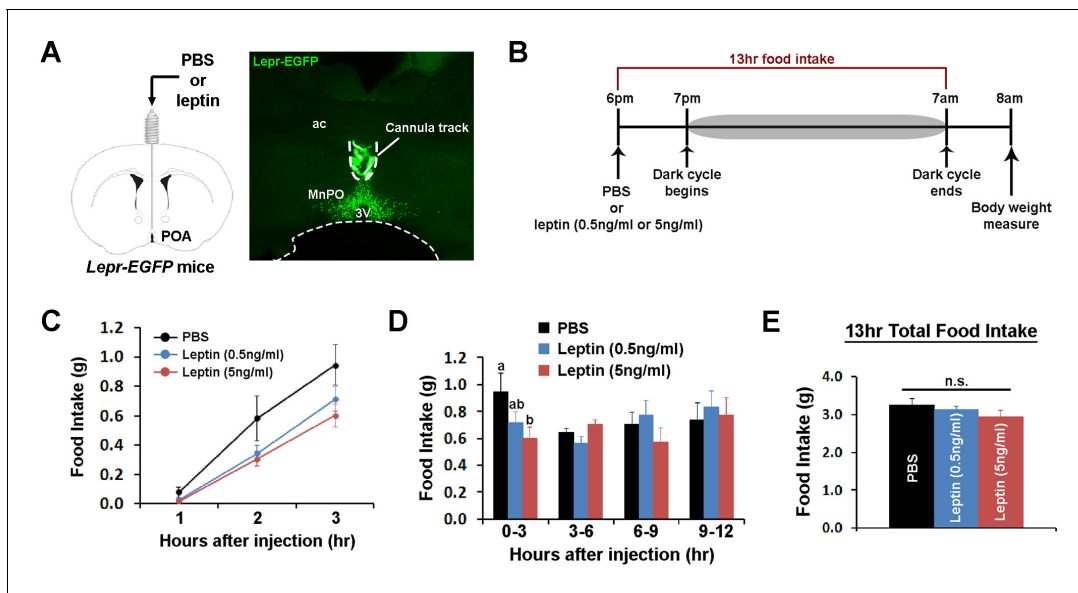 A
PBS
or
leptin
POA
Lepr-EGFP mice
Lepr-EGFP
ac
Cannula track
MnPO
3V
B
13hr food intake
6pm
7pm
7am
8am
PBS
or
leptin (0.5ng/ml or 5ng/ml)
Dark cycle
begins
Dark cycle
ends
Body weight
measure
C
Food Intake (g)
1.2
1.0
0.8
0.6
0.4
0.2
0.0
PBS
Leptin (0.5ng/ml)
Leptin (5ng/ml)
1 2 3
Hours after injection (hr)
D
PBS
Leptin (0.5ng/ml)
Leptin (5ng/ml)
Food Intake (g)
1.2
1.0
0.8
0.6
0.4
0.2
0.0
a
ab
b
0-3 3-6 6-9 9-12
Hours after injection (hr)
E
13hr Total Food Intake
n.s.
Food Intake (g)
4.0
3.0
2.0
1.0
0.0
PBS
Leptin (0.5ng/ml)
Leptin (5ng/ml)